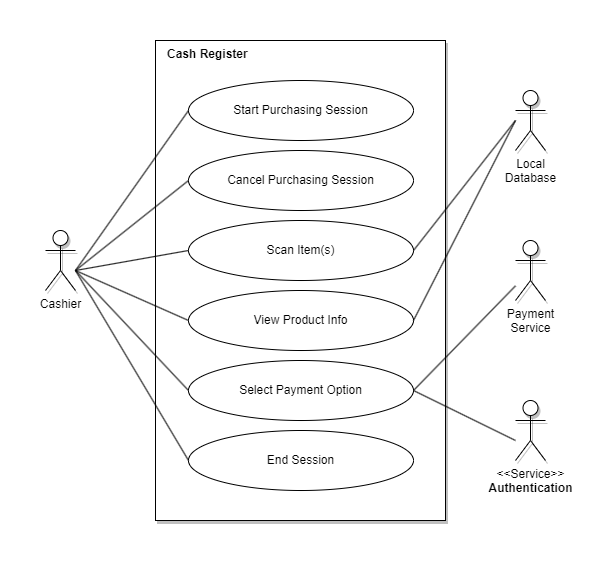 Cash Register
Start Purchasing Session
Cancel Purchasing Session
Scan Item(s)
View Product Info
Select Payment Option
End Session
Cashier
Local
Database
Payment
Service
<<Service>>
Authentication